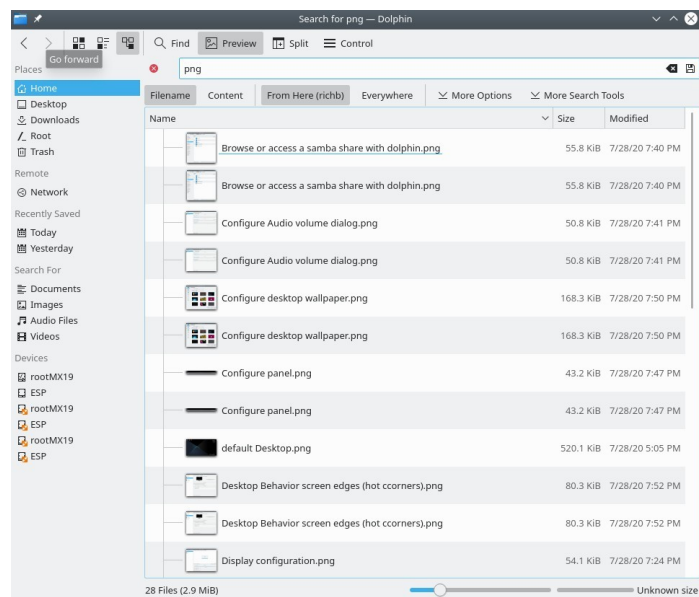 Search for png — Dolphin
Find Preview Split Control
Go forward
Places
png
Home
Desktop
Downloads
Root
Trash
Remote
Network
Recently Saved
Today
Yesterday
Search For
Documents
Images
Audio Files
Videos
Devices
rootMX19
ESP
rootMX19
ESP
rootMX19
ESP
Filename Content From Here (richb) Everywhere More Options More Search Tools
Name Size Modified
Browse or access a samba share with dolphin.png 55.8 KiB 7/28/20 7:40 PM
Browse or access a samba share with dolphin.png 55.8 KiB 7/28/20 7:40 PM
Configure Audio volume dialog.png 50.8 KiB 7/28/20 7:41 PM
Configure Audio volume dialog.png 50.8 KiB 7/28/20 7:41 PM
Configure desktop wallpaper.png 168.3 KiB 7/28/20 7:50 PM
Configure desktop wallpaper.png 168.3 KiB 7/28/20 7:50 PM
Configure panel.png 43.2 KiB 7/28/20 7:47 PM
Configure panel.png 43.2 KiB 7/28/20 7:47 PM
default Desktop.png 520.1 KiB 7/28/20 5:05 PM
Desktop Behavior screen edges (hot ccorners).png 80.3 KiB 7/28/20 7:52 PM
Desktop Behavior screen edges (hot ccorners).png 80.3 KiB 7/28/20 7:52 PM
Display configuration.png 54.1 KiB 7/28/20 7:24 PM
28 Files (2.9 MiB) Unknown size